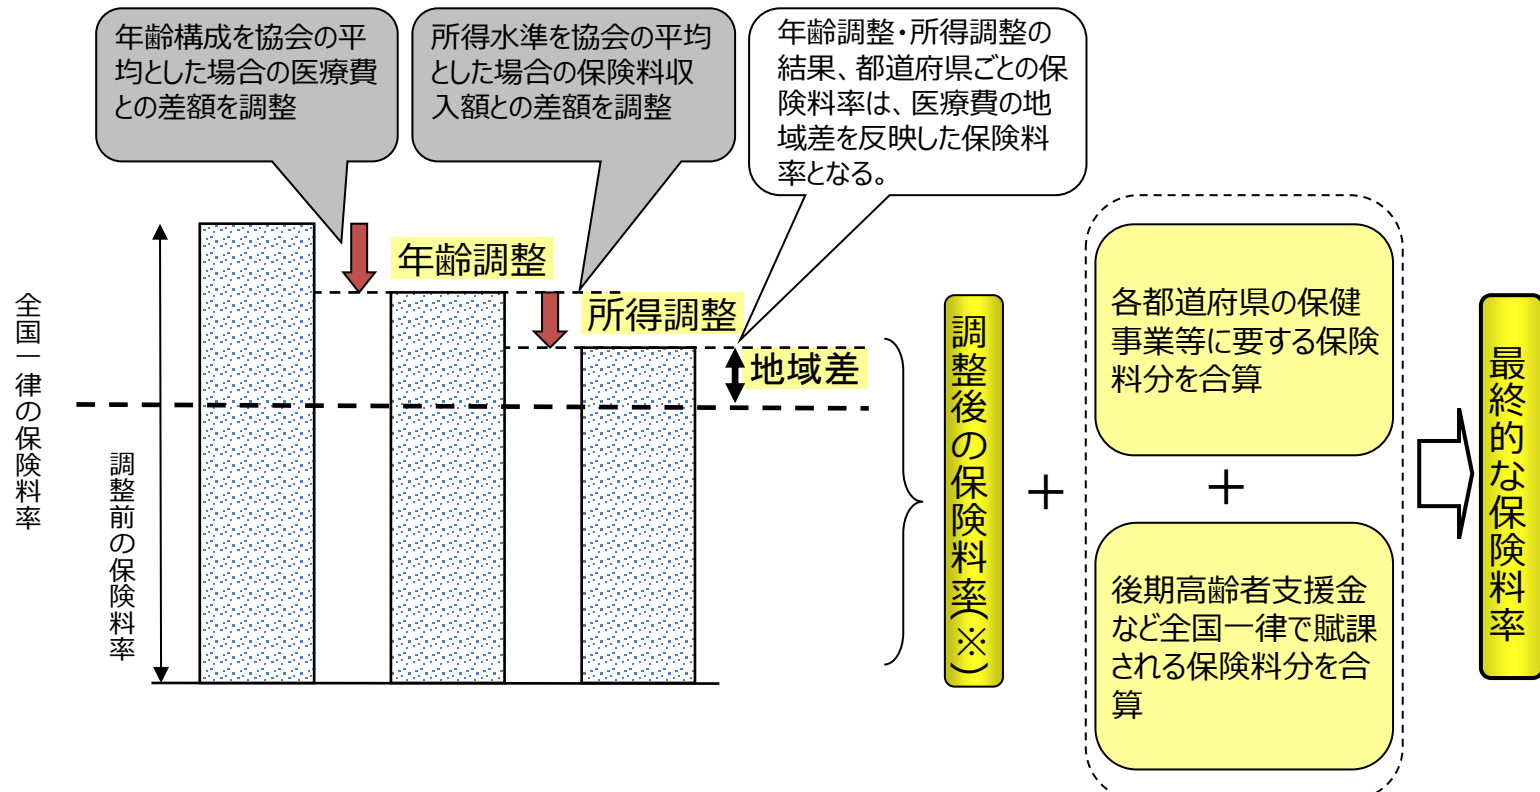 年齢構成を協会の平
均とした場合の医療費
との差額を調整
所得水準を協会の平均
とした場合の保険料収
入額との差額を調整
年齢調整・所得調整の
結果、都道府県ごとの保
険料率は、医療費の地
域差を反映した保険料
率となる。
全国一律の保険料率
調整前の保険料率
年齢調整
所得調整
地域差
調整後の保険料率(※)
＋
各都道府県の保健
事業等に要する保険
料分を合算
＋
後期高齢者支援金
など全国一律で賦課
される保険料分を合
算
最終的な保険料率